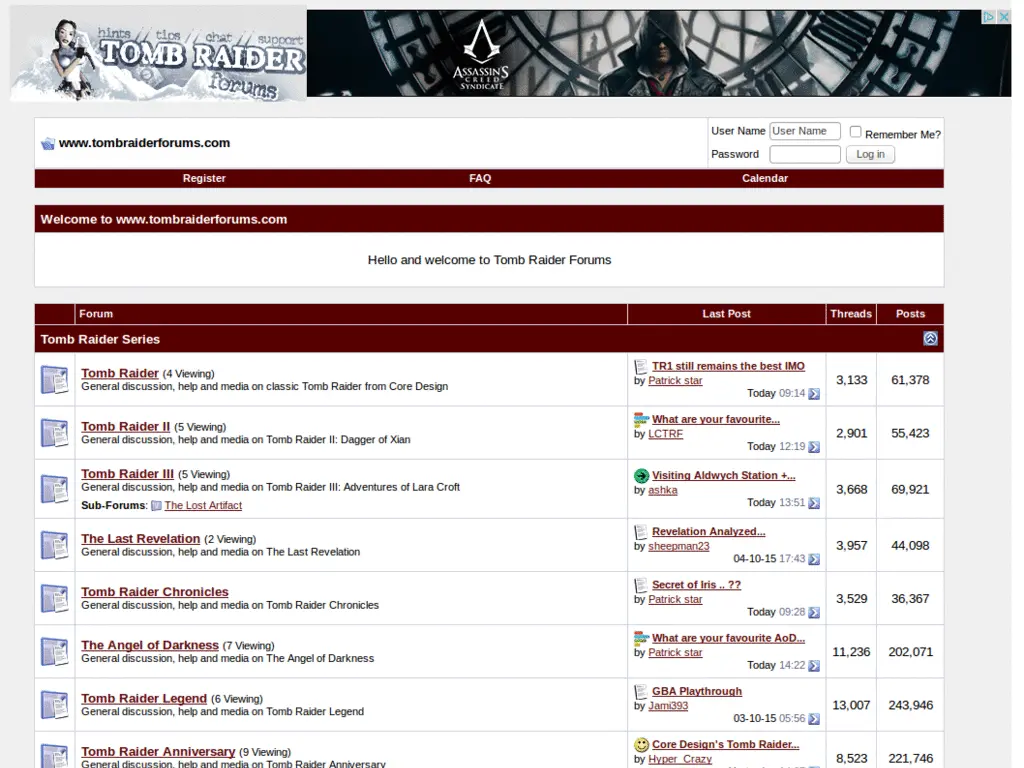 hints // tips // chat // support
TOMB RAIDER
forums
ASSASSIN'S
CREED
SYNDICATE
www.tombraiderforums.com
User Name User Name Remember Me?
Password Log in
Register FAQ Calendar
Welcome to www.tombraiderforums.com
Hello and welcome to Tomb Raider Forums
Forum Last Post Threads Posts
Tomb Raider Series
Tomb Raider (4 Viewing)
General discussion, help and media on classic Tomb Raider from Core Design
TR1 still remains the best IMO
by Patrick star
Today 09:14
3,133 61,378
Tomb Raider II (5 Viewing)
General discussion, help and media on Tomb Raider II: Dagger of Xian
What are your favourite...
by LCTRF
Today 12:19
2,901 55,423
Tomb Raider III (5 Viewing)
General discussion, help and media on Tomb Raider III: Adventures of Lara Croft
Sub-Forums: The Lost Artifact
Visiting Aldwych Station +...
by ashka
Today 13:51
3,668 69,921
The Last Revelation (2 Viewing)
General discussion, help and media on The Last Revelation
Revelation Analyzed...
by sheepman23
04-10-15 17:43
3,957 44,098
Tomb Raider Chronicles
General discussion, help and media on Tomb Raider Chronicles
Secret of Iris .. ??
by Patrick star
Today 09:28
3,529 36,367
The Angel of Darkness (7 Viewing)
General discussion, help and media on The Angel of Darkness
What are your favourite AoD...
by Patrick star
Today 14:22
11,236 202,071
Tomb Raider Legend (6 Viewing)
General discussion, help and media on Tomb Raider Legend
GBA Playthrough
by Jami393
03-10-15 05:56
13,007 243,946
Tomb Raider Anniversary (9 Viewing)
General discussion, help and media on Tomb Raider Anniversary
Core Design's Tomb Raider...
by Hyper_Crazy
8,523 221,746